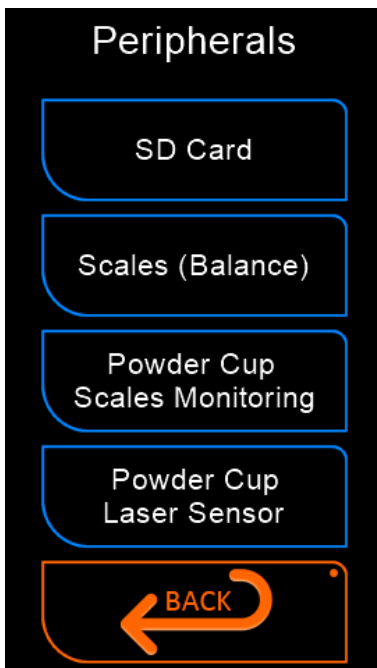 Peripherals
SD Card
Scales (Balance)
Powder Cup
Scales Monitoring
Powder Cup
Laser Sensor
BACK